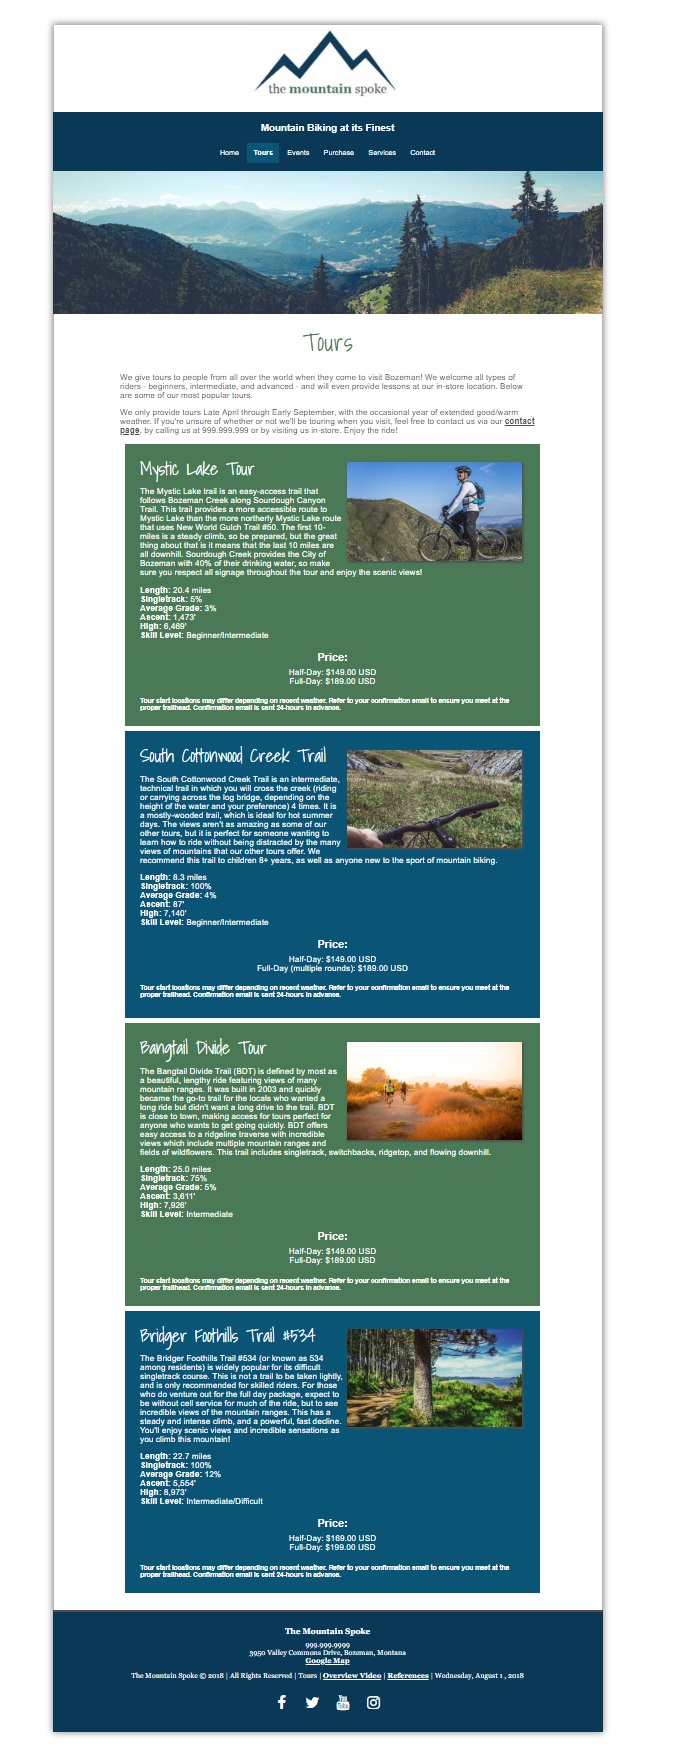 the mountain spoke
Mountain Biking at its Finest
Home Tours Events Purchase Services Contact
Tours
We give tours to people from all over the world when they come to visit Bozeman! We welcome all types of
riders - beginners, intermediate, and advanced - and will even provide lessons at our in-store location. Below
are some of our most popular tours.
We only provide tours Late April through Early September, with the occasional year of extended good/warm
weather. If you're unsure of whether or not we'll be touring when you visit, feel free to contact us via our contact
page, by calling us at 999.999.999 or by visiting us in-store. Enjoy the ride!
Mystic Lake Tour
The Mystic Lake trail is an easy-access trail that
follows Bozeman Creek along Sourdough Canyon
Trail. This trail provides a more accessible route to
Mystic Lake than the more northerly Mystic Lake route
that uses New World Gulch Trail #50. The first 10-
miles is a steady climb, so be prepared, but the great
thing about that is it means that the last 10 miles are
all downhill. Sourdough Creek provides the City of
Bozeman with 40% of their drinking water, so make
sure you respect all signage throughout the tour and enjoy the scenic views!
Length: 20.4 miles
Singletrack: 5%
Average Grade: 3%
Ascent: 1,473'
High: 6,469'
Skill Level: Beginner/Intermediate
Price:
Half-Day: $149.00 USD
Full-Day: $189.00 USD
Tour start locations may differ depending on recent weather. Refer to your confirmation email to ensure you meet at the
proper trailhead. Confirmation email is sent 24-hours in advance.
South Cottonwood Creek Trail
The South Cottonwood Creek Trail is an intermediate,
technical trail in which you will cross the creek (riding
or carrying across the log bridge, depending on the
height of the water and your preference) 4 times. It is
a mostly-wooded trail, which is ideal for hot summer
days. The views aren't as amazing as some of our
other tours, but it is perfect for someone wanting to
learn how to ride without being distracted by the many
views of mountains that our other tours offer. We
recommend this trail to children 8+ years, as well as anyone new to the sport of mountain biking.
Length: 8.3 miles
Singletrack: 100%
Average Grade: 4%
Ascent: 87'
High: 7,140'
Skill Level: Beginner/Intermediate
Price:
Half-Day: $149.00 USD
Full-Day (multiple rounds): $189.00 USD
Tour start locations may differ depending on recent weather. Refer to your confirmation email to ensure you meet at the
proper trailhead. Confirmation email is sent 24-hours in advance.
Bangtail Divide Tour
The Bangtail Divide Trail (BDT) is defined by most as
a beautiful, lengthy ride featuring views of many
mountain ranges. It was built in 2003 and quickly
became the go-to trail for the locals who wanted a
long ride but didn't want a long drive to the trail. BDT
is close to town, making access for tours perfect for
anyone who wants to get going quickly. BDT offers
easy access to a ridgeline traverse with incredible
views which include multiple mountain ranges and
fields of wildflowers. This trail includes singletrack, switchbacks, ridgetop, and flowing downhill.
Length: 25.0 miles
Singletrack: 75%
Average Grade: 5%
Ascent: 3,611'
High: 7,926'
Skill Level: Intermediate
Price:
Half-Day: $149.00 USD
Full-Day: $189.00 USD
Tour start locations may differ depending on recent weather. Refer to your confirmation email to ensure you meet at the
proper trailhead. Confirmation email is sent 24-hours in advance.
Bridger Foothills Trail #534
The Bridger Foothills Trail #534 (or known as 534
among residents) is widely popular for its difficult
singletrack course. This is not a trail to be taken lightly,
and is only recommended for skilled riders. For those
who do venture out for the full day package, expect to
be without cell service for much of the ride, but to see
incredible views of the mountain ranges. This has a
steady and intense climb, and a powerful, fast decline.
You'll enjoy scenic views and incredible sensations as
you climb this mountain!
Length: 22.7 miles
Singletrack: 100%
Average Grade: 12%
Ascent: 5,554'
High: 8,973'
Skill Level: Intermediate/Difficult
Price:
Half-Day: $169.00 USD
Full-Day: $199.00 USD
Tour start locations may differ depending on recent weather. Refer to your confirmation email to ensure you meet at the
proper trailhead. Confirmation email is sent 24-hours in advance.
The Mountain Spoke
999.999.9999
3950 Valley Commons Drive, Bozeman, Montana
Google Map
The Mountain Spoke © 2018 | All Rights Reserved | Tours | Overview Video | References | Wednesday, August 1 , 2018
You Tube